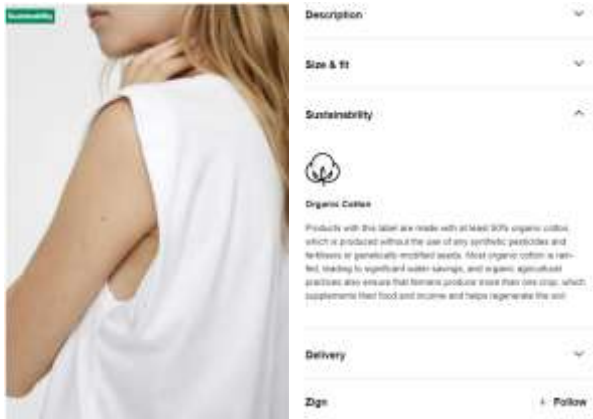 Sustainability
Description
Size & fit
Sustainability
Organic Cotton
Products with this label are made with at least 50% organic cotton,
which is produced without the use of any synthetic pesticides and
fertilisers or genetically-modified seeds. Most organic cotton is rain-
fed, leading to significant water savings, and organic agricultural
practices also ensure that farmers produce more than one crop, which
supplements their food and income and helps regenerate the soil
Delivery
Zign
+ Follow